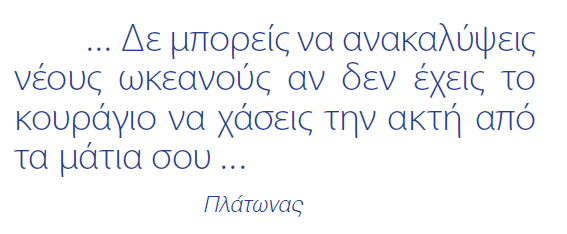 ... Δε μπορείς να ανακαλύψεις
νέους ωκεανούς αν δεν έχεις το
κουράγιο να χάσεις την ακτή από
τα μάτια σου ...
Πλάτωνας